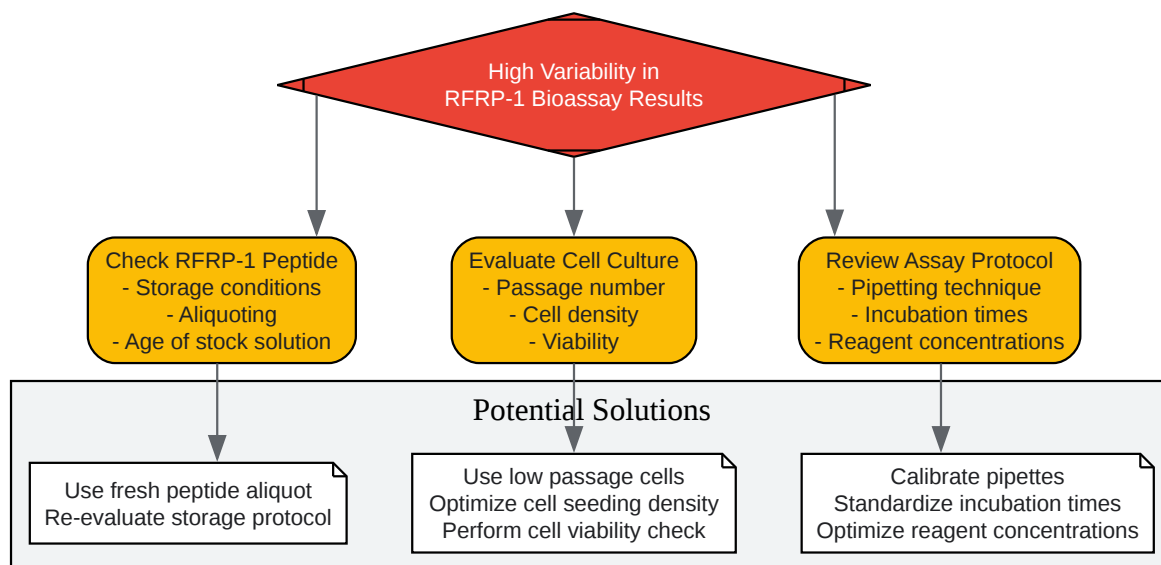 High Variability in
RFRP-1 Bioassay Results
Check RFRP-1 Peptide
- Storage conditions
- Aliquoting
- Age of stock solution
Evaluate Cell Culture
- Passage number
- Cell density
- Viability
Review Assay Protocol
- Pipetting technique
- Incubation times
- Reagent concentrations
Potential Solutions
Use fresh peptide aliquot
Re-evaluate storage protocol
Use low passage cells
Optimize cell seeding density
Perform cell viability check
Calibrate pipettes
Standardize incubation times
Optimize reagent concentrations